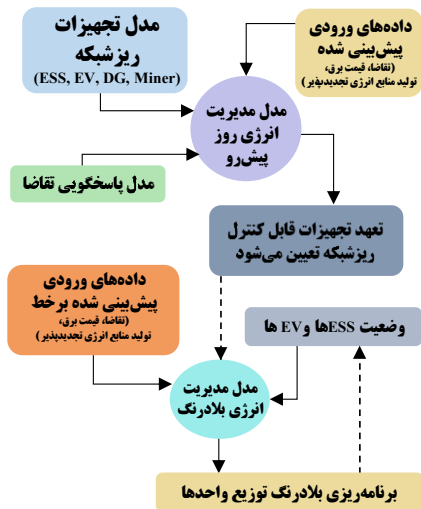 مدل تجهیزات
ریزشبکه
(ESS, EV, DG, Miner)
داده‌های ورودی
پیش‌بینی شده
(تقاضا، قیمت برق،
تولید منابع انرژی تجدیدپذیر)
مدل مدیریت
انرژی روز
پیش‌رو
مدل پاسخگویی تقاضا
تعهد تجهیزات قابل کنترل
ریزشبکه تعیین می‌شود
داده‌های ورودی
پیش‌بینی شده برخط
(تقاضا، قیمت برق،
تولید منابع انرژی تجدیدپذیر)
وضعیت ESSها و EV ها
مدل مدیریت
انرژی بلادرنگ
برنامه‌ریزی بلادرنگ توزیع واحدها